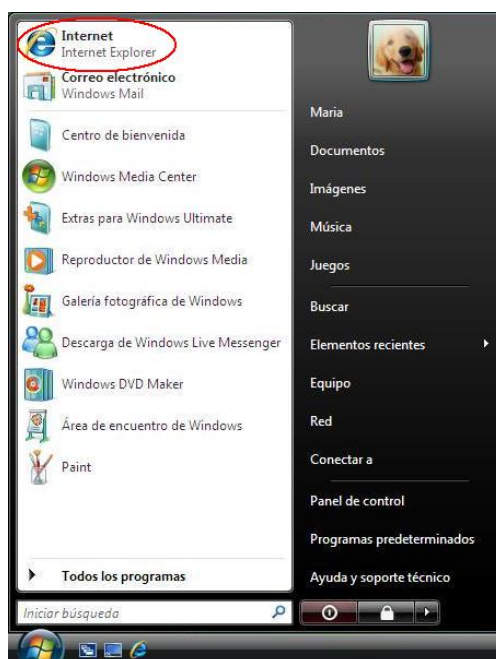 Internet
Internet Explorer
Correo electrónico
Windows Mail
Centro de bienvenida
Windows Media Center
Extras para Windows Ultimate
Reproductor de Windows Media
Galería fotográfica de Windows
Descarga de Windows Live Messenger
Windows DVD Maker
Área de encuentro de Windows
Paint
Todos los programas
Iniciar búsqueda
Maria
Documentos
Imágenes
Música
Juegos
Buscar
Elementos recientes
Equipo
Red
Conectar a
Panel de control
Programas predeterminados
Ayuda y soporte técnico